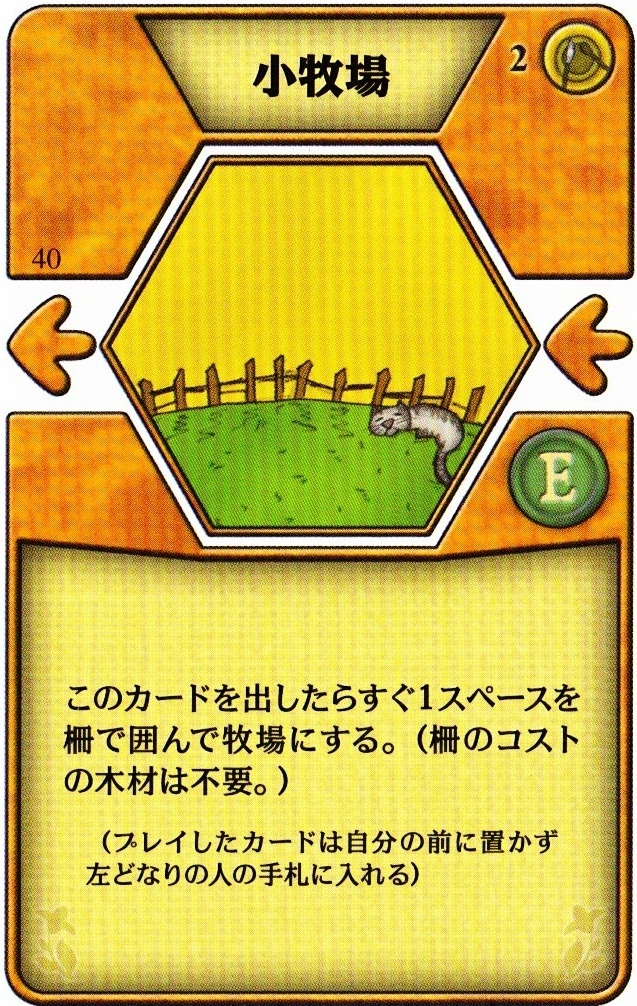 小牧場
2
40
E
このカードを出したらすぐ1スペースを
柵で囲んで牧場にする。（柵のコスト
の木材は不要。）
（プレイしたカードは自分の前に置かず
左どなりの人の手札に入れる）